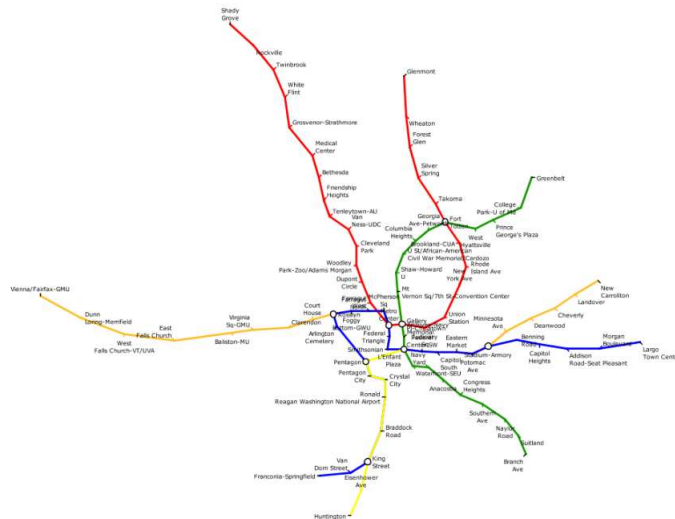 Shady
Grove
Rockville
Twinbrook
White
Flint
Grosvenor-Strathmore
Medical
Center
Bethesda
Friendship
Heights
Tenleytown-AU
Van
Ness-UDC
Cleveland
Park
Woodley
Park-Zoo/Adams Morgan
Dupont
Circle
Glenmont
Wheaton
Forest
Glen
Silver
Spring
Takoma
Fort
Totten
Georgia
Ave-Petworth
Greenbelt
College
Park-U of Md
Prince
George's Plaza
West
Hyattsville
Columbia
Heights
Brookland-CUA
U St/African-American
Civil War Memorial/Cardozo
Rhode
Island Ave
New
York Ave
Shaw-Howard
U
Mt
Vernon Sq/7th St-Convention Center
Union
Station
Vienna/Fairfax-GMU
Dunn
Loring-Merrifield
West
Falls Church-VT/UVA
East
Falls Church
Virginia
Sq-GMU
Ballston-MU
Clarendon
Court
House
Rosslyn
Foggy
Bottom-GWU
McPherson
Sq
Metro
Center
Arlington
Cemetery
Federal
Triangle
Smithsonian
L'Enfant
Plaza
Gallery
Federal
Center SW
Capitol
South
Eastern
Market
Potomac
Ave
Stadium-Armory
Minnesota
Ave
Deanwood
Cheverly
Landover
New
Carrollton
Benning
Road
Capitol
Heights
Addison
Road-Seat Pleasant
Morgan
Boulevard
Largo
Town Cent
Navy
Yard
Waterfront-SEU
Anacostia
Congress
Heights
Southern
Ave
Naylor
Road
Suitland
Branch
Ave
Pentagon
Pentagon
City
Crystal
City
Ronald
Reagan Washington National Airport
Braddock
Road
King
Street
Van
Dorn Street
Franconia-Springfield
Eisenhower
Ave
Huntington